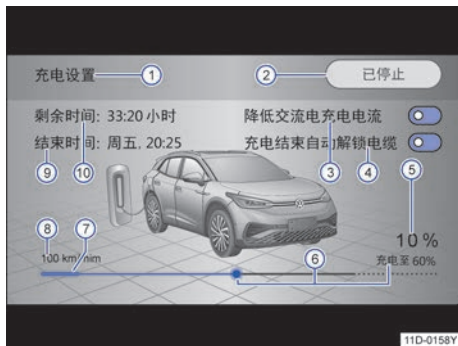 充电设置 1 2 已停止
剩余时间: 33:20 小时 降低交流电充电电流
结束时间: 周五, 20:25 充电结束自动解锁电缆
9 10 3 4 5
8 7 10 %
100 km/mim 6 充电至 60%
11D-0158Y